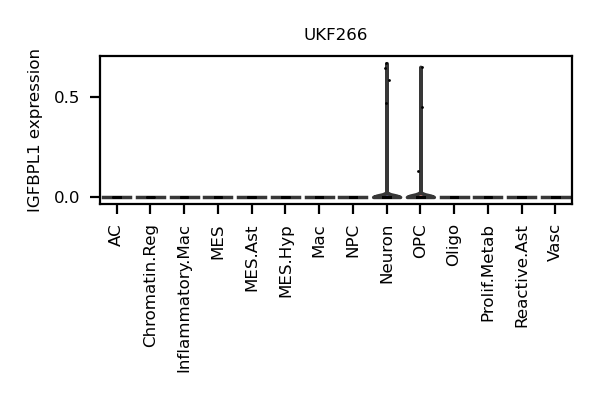 UKF266
IGFBPL1 expression
0.5
0.0
AC
Chromatin.Reg
Inflammatory.Mac
MES
MES.Ast
MES.Hyp
Mac
NPC
Neuron
OPC
Oligo
Prolif.Metab
Reactive.Ast
Vasc